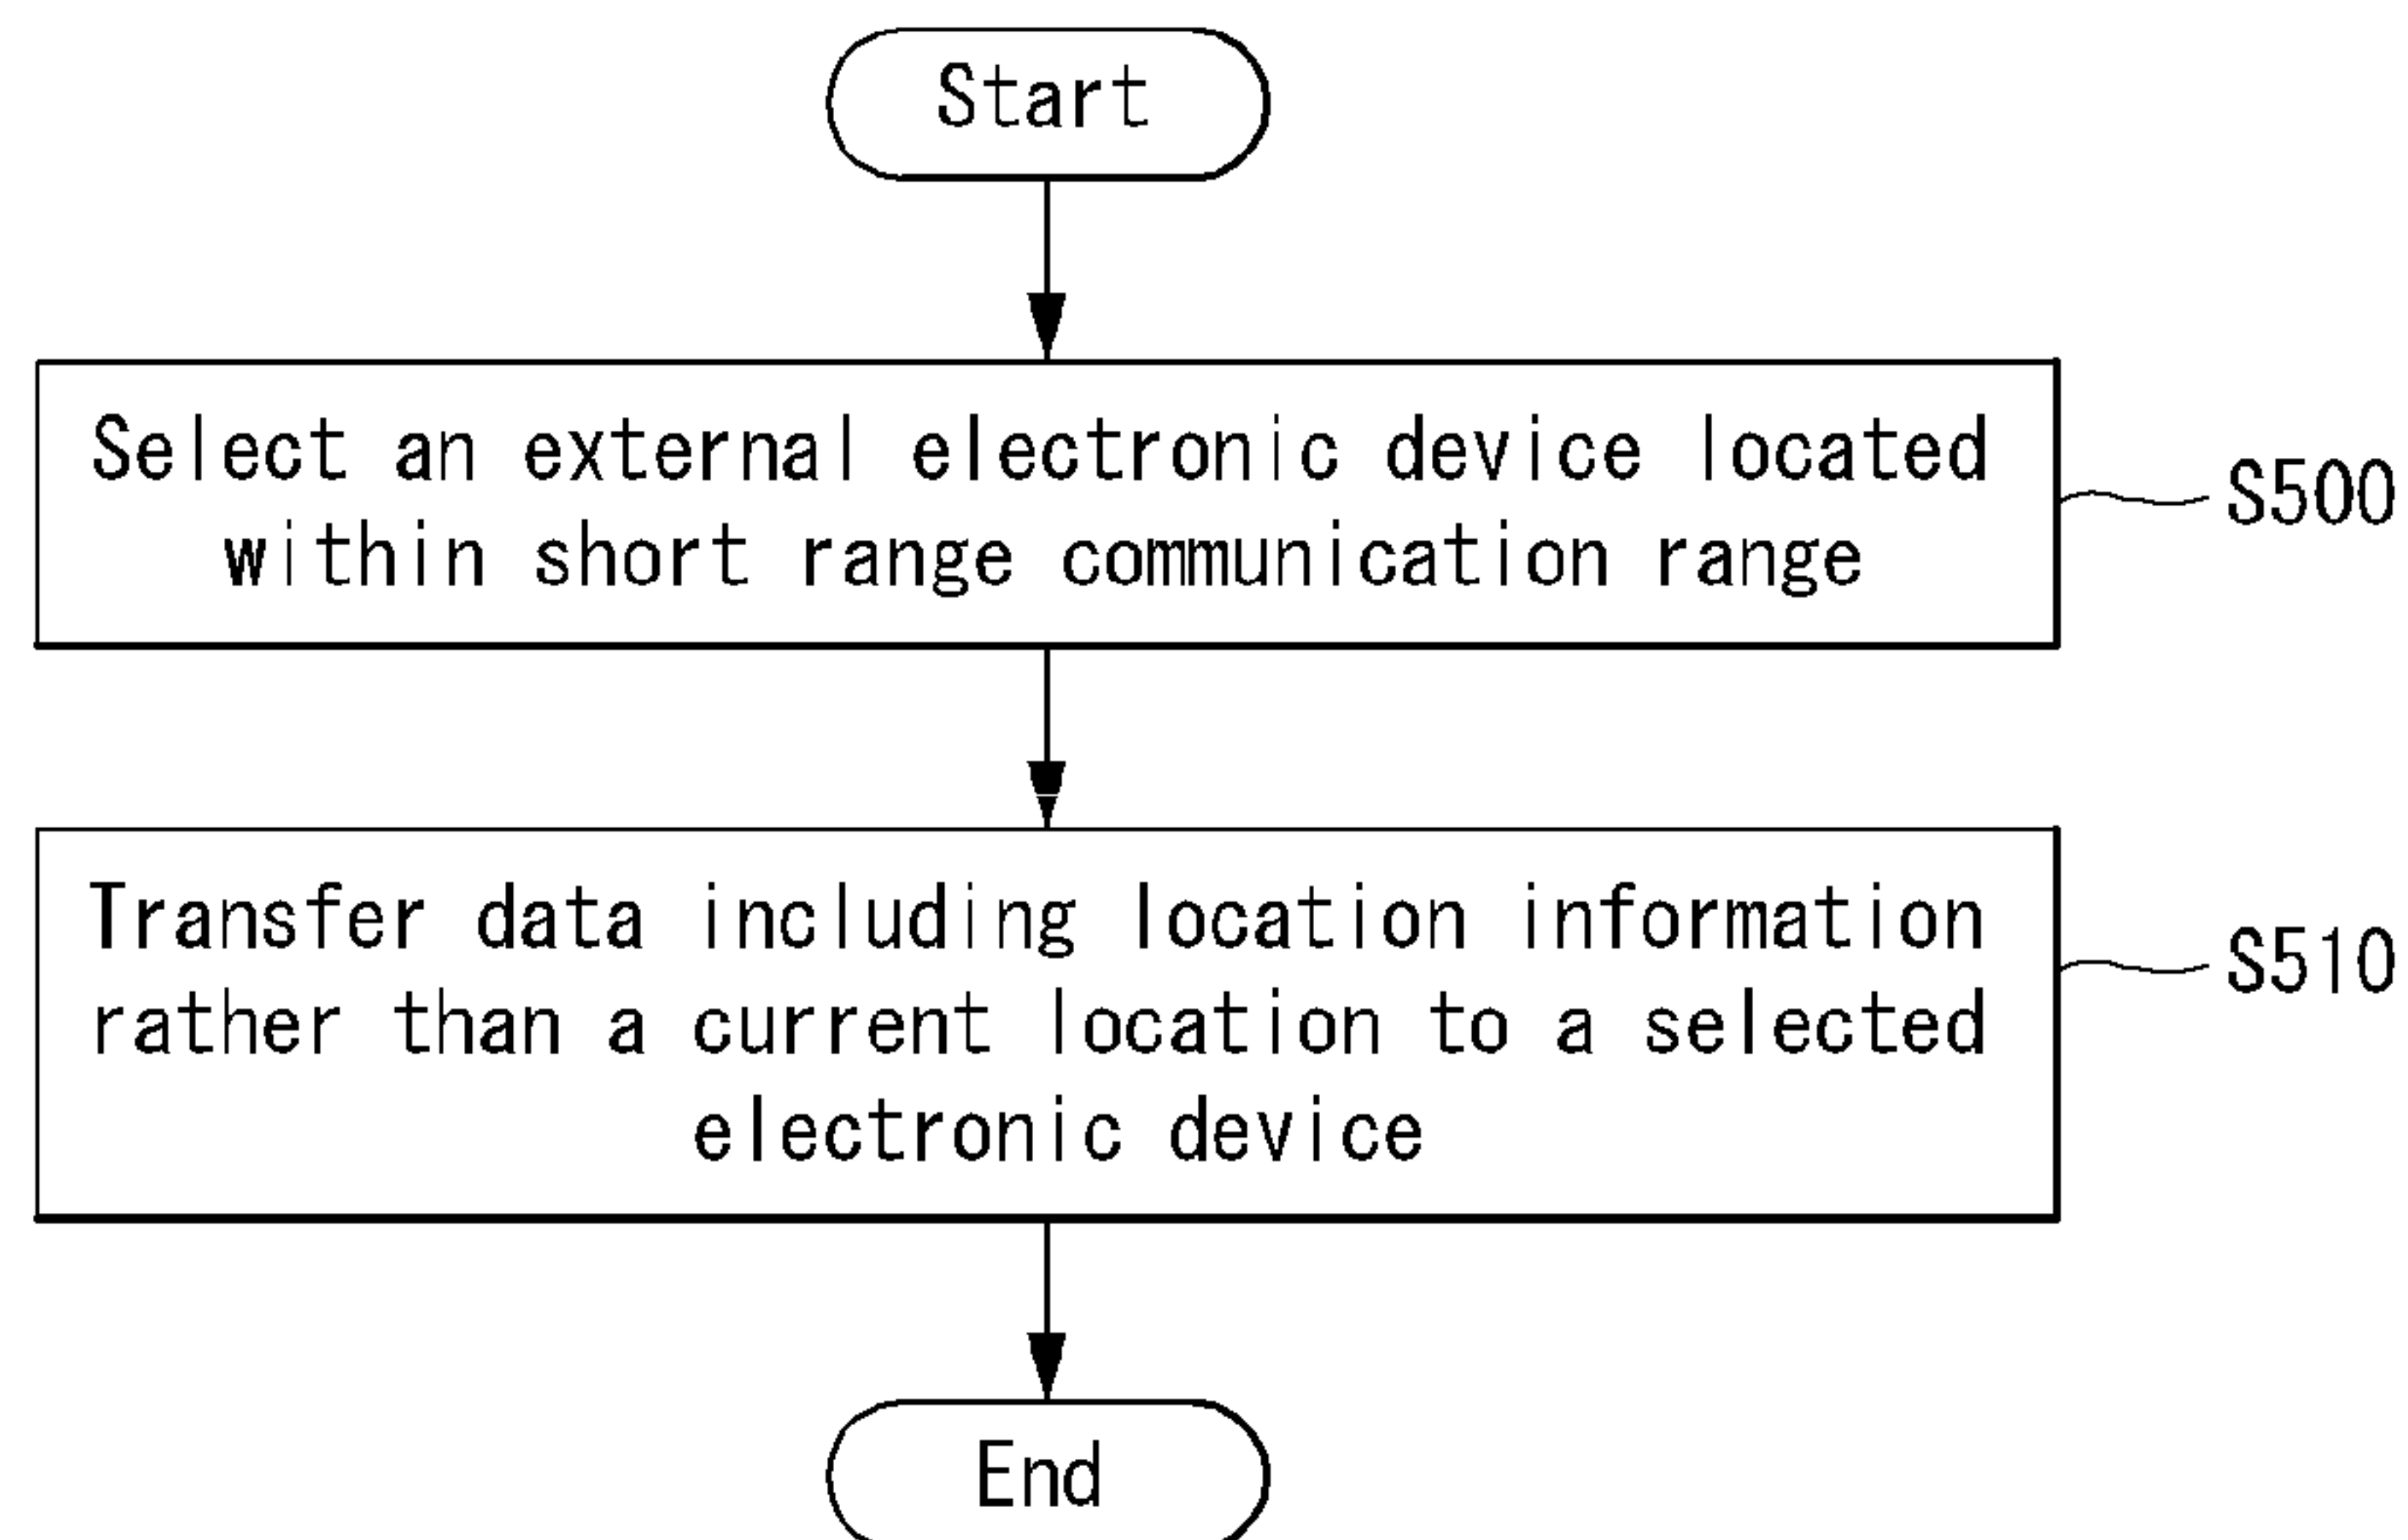 Start
Select an external electronic device located
within short range communication range
S500
Transfer data including location information
rather than a current location to a selected
electronic device
S510
End